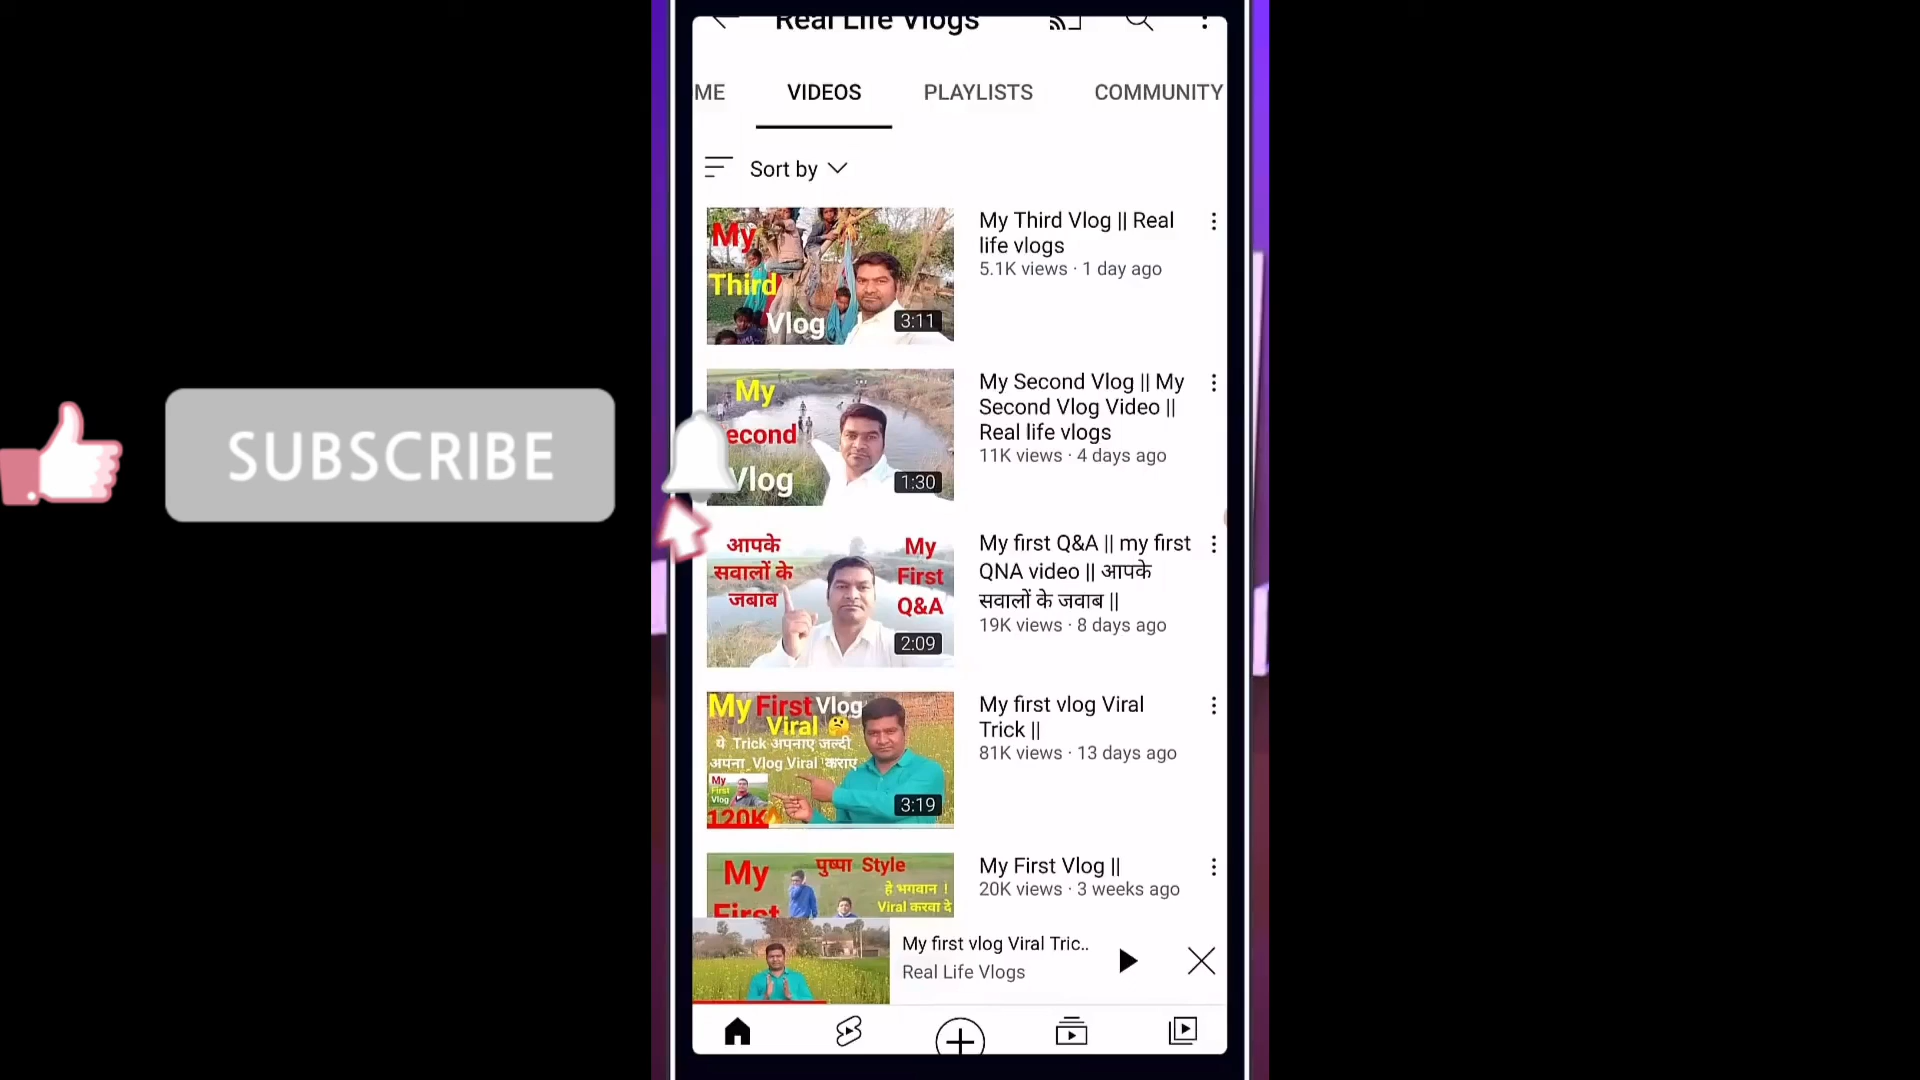 Real Life Vlogs
ME VIDEOS PLAYLISTS COMMUNITY
Sort by
My
Third
Vlog
3:11
My Third Vlog || Real
life vlogs
5.1K views · 1 day ago
SUBSCRIBE
My
econd
Vlog
1:30
My Second Vlog || My
Second Vlog Video ||
Real life vlogs
11K views · 4 days ago
आपके
सवालों के
जबाब
My
First
Q&A
2:09
My first Q&A || my first
QNA video || आपके
सवालों के जवाब ||
19K views · 8 days ago
My First Vlog
Viral
ये Trick अपनाए जल्दी
अपना Vlog Viral कराए
My
First
Vlog
120K
3:19
My first vlog Viral
Trick ||
81K views · 13 days ago
My
First
पुष्पा Style
हे भगवान !
Viral करवा दे
My First Vlog ||
20K views · 3 weeks ago
My first vlog Viral Tric..
Real Life Vlogs